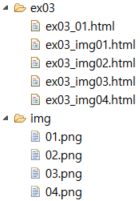 ex03
ex03_01.html
ex03_img01.html
ex03_img02.html
ex03_img03.html
ex03_img04.html
img
01.png
02.png
03.png
04.png